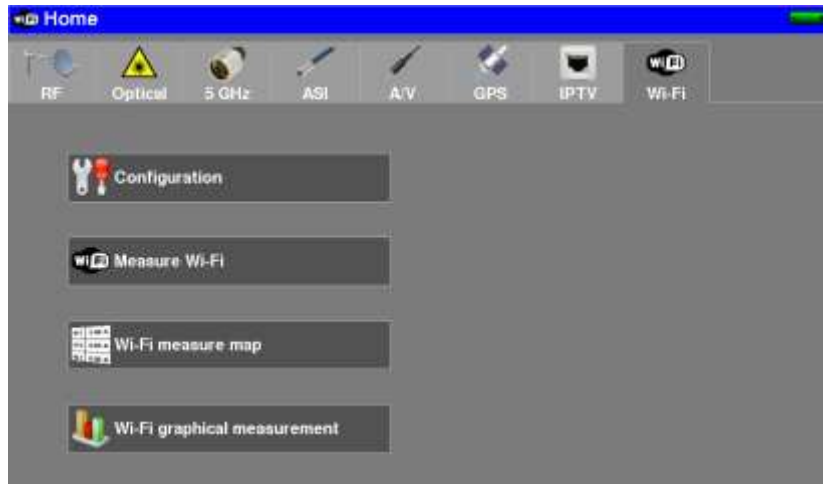 Home
RF Optical 5 GHz ASI A/V GPS IPTV Wi-Fi
Configuration
Measure Wi-Fi
Wi-Fi measure map
Wi-Fi graphical measurement